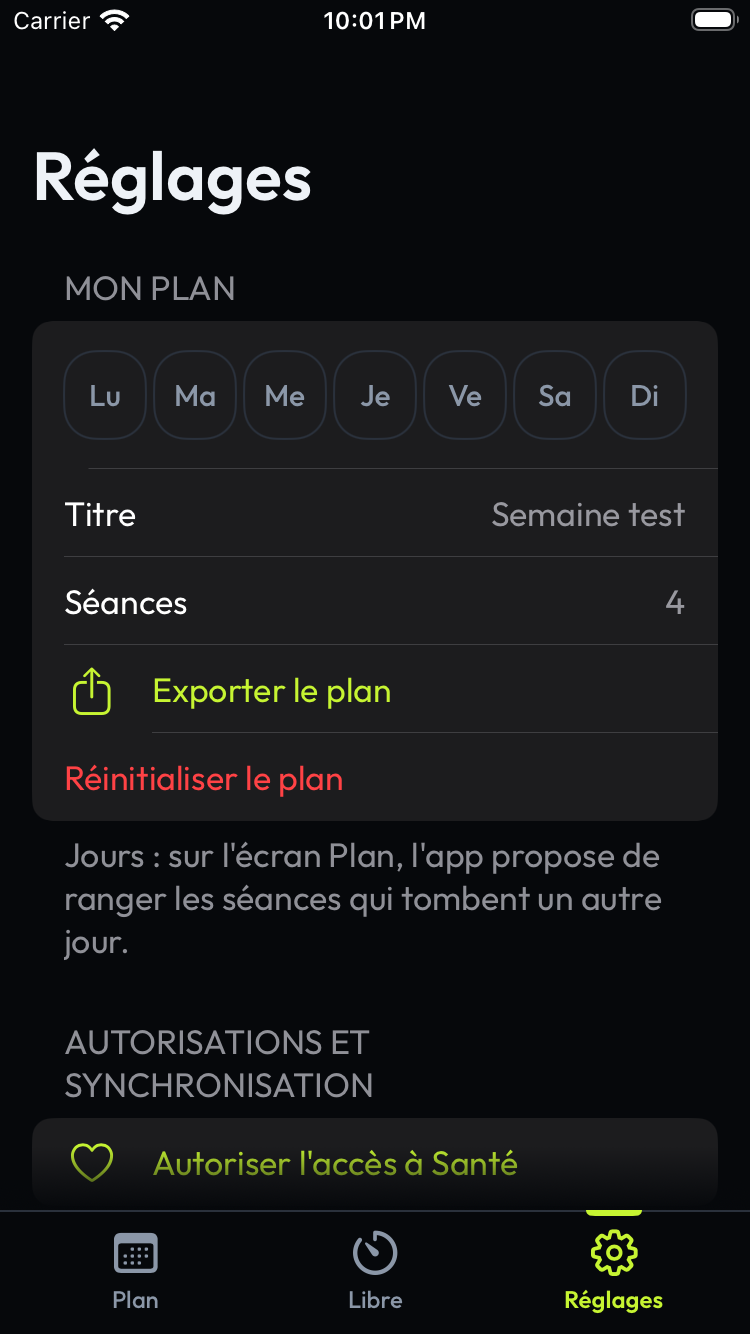 Carrier 10:01 PM
Réglages
MON PLAN
Lu Ma Me Je Ve Sa Di
Titre Semaine test
Séances 4
Exporter le plan
Réinitialiser le plan
Jours : sur l'écran Plan, l'app propose de
ranger les séances qui tombent un autre
jour.
AUTORISATIONS ET
SYNCHRONISATION
Autoriser l'accès à Santé
Plan Libre Réglages